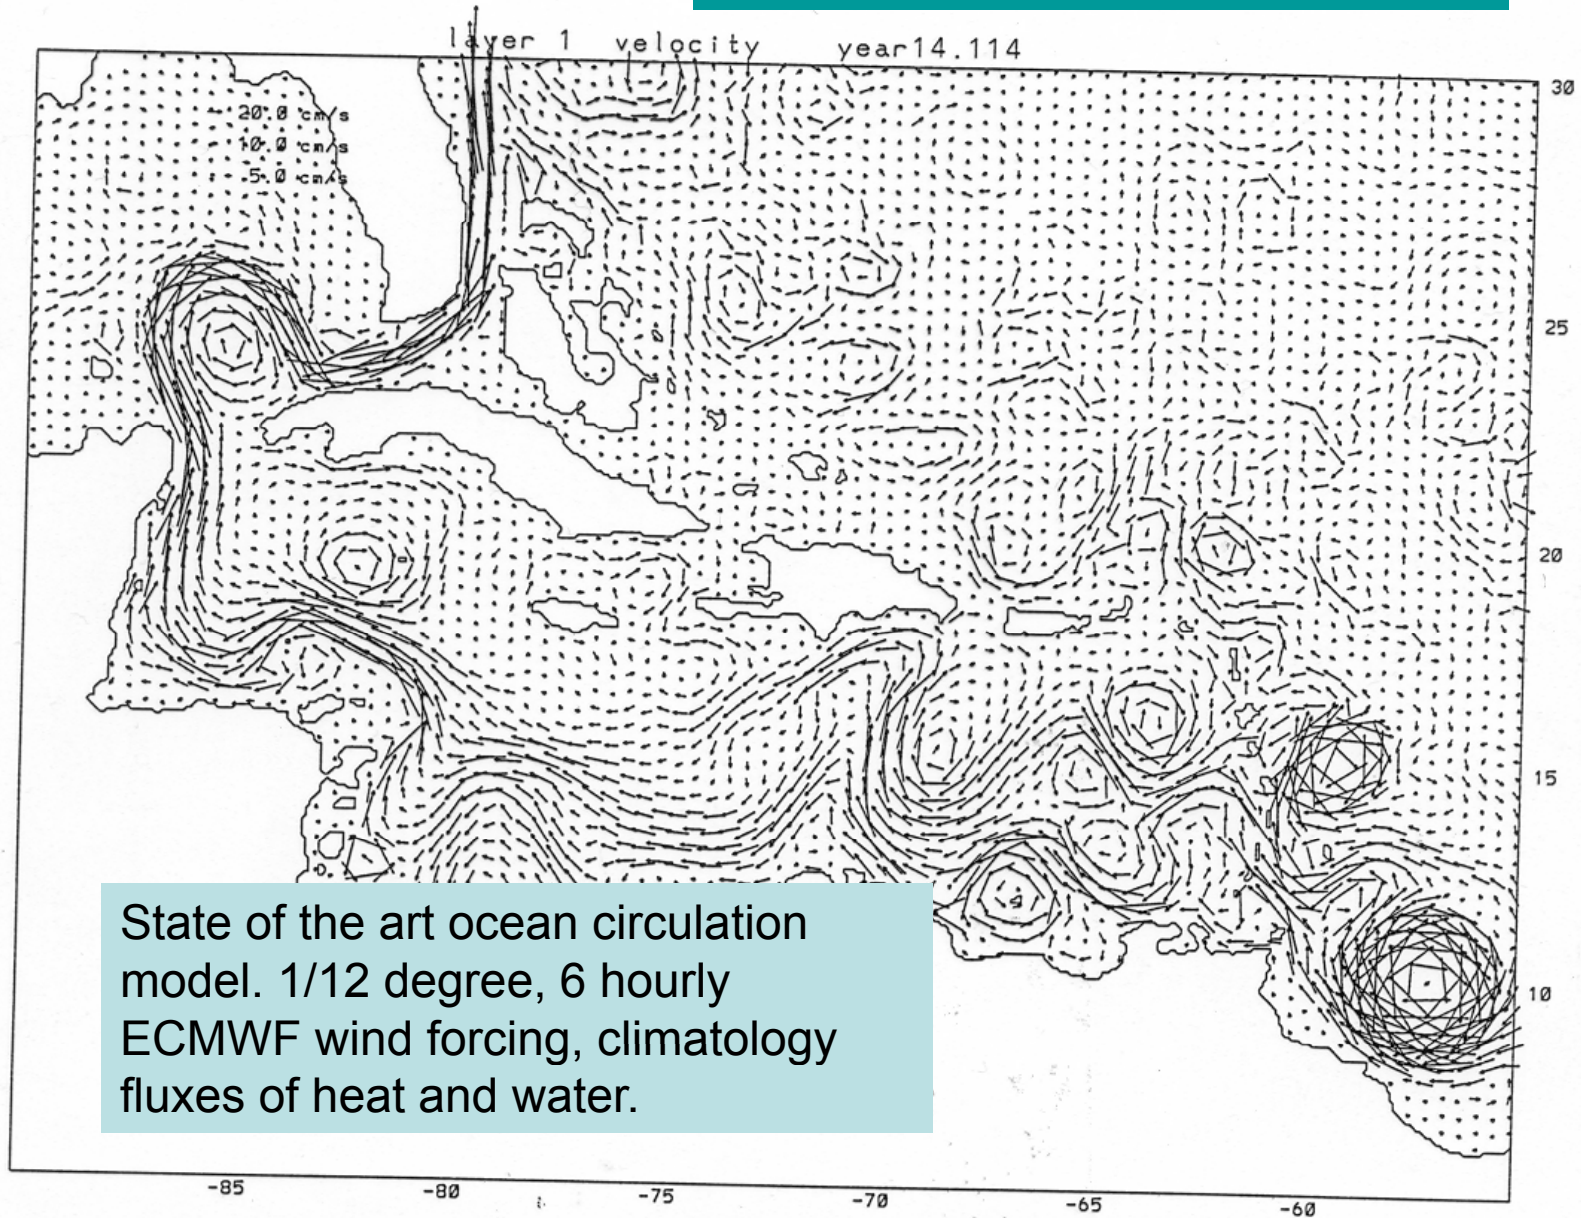 layer 1 velocity year14.114
20.0 cm/s
10.0 cm/s
5.0 cm/s
30
25
20
15
10
State of the art ocean circulation
model. 1/12 degree, 6 hourly
ECMWF wind forcing, climatology
fluxes of heat and water.
-85 -80 -75 -70 -65 -60